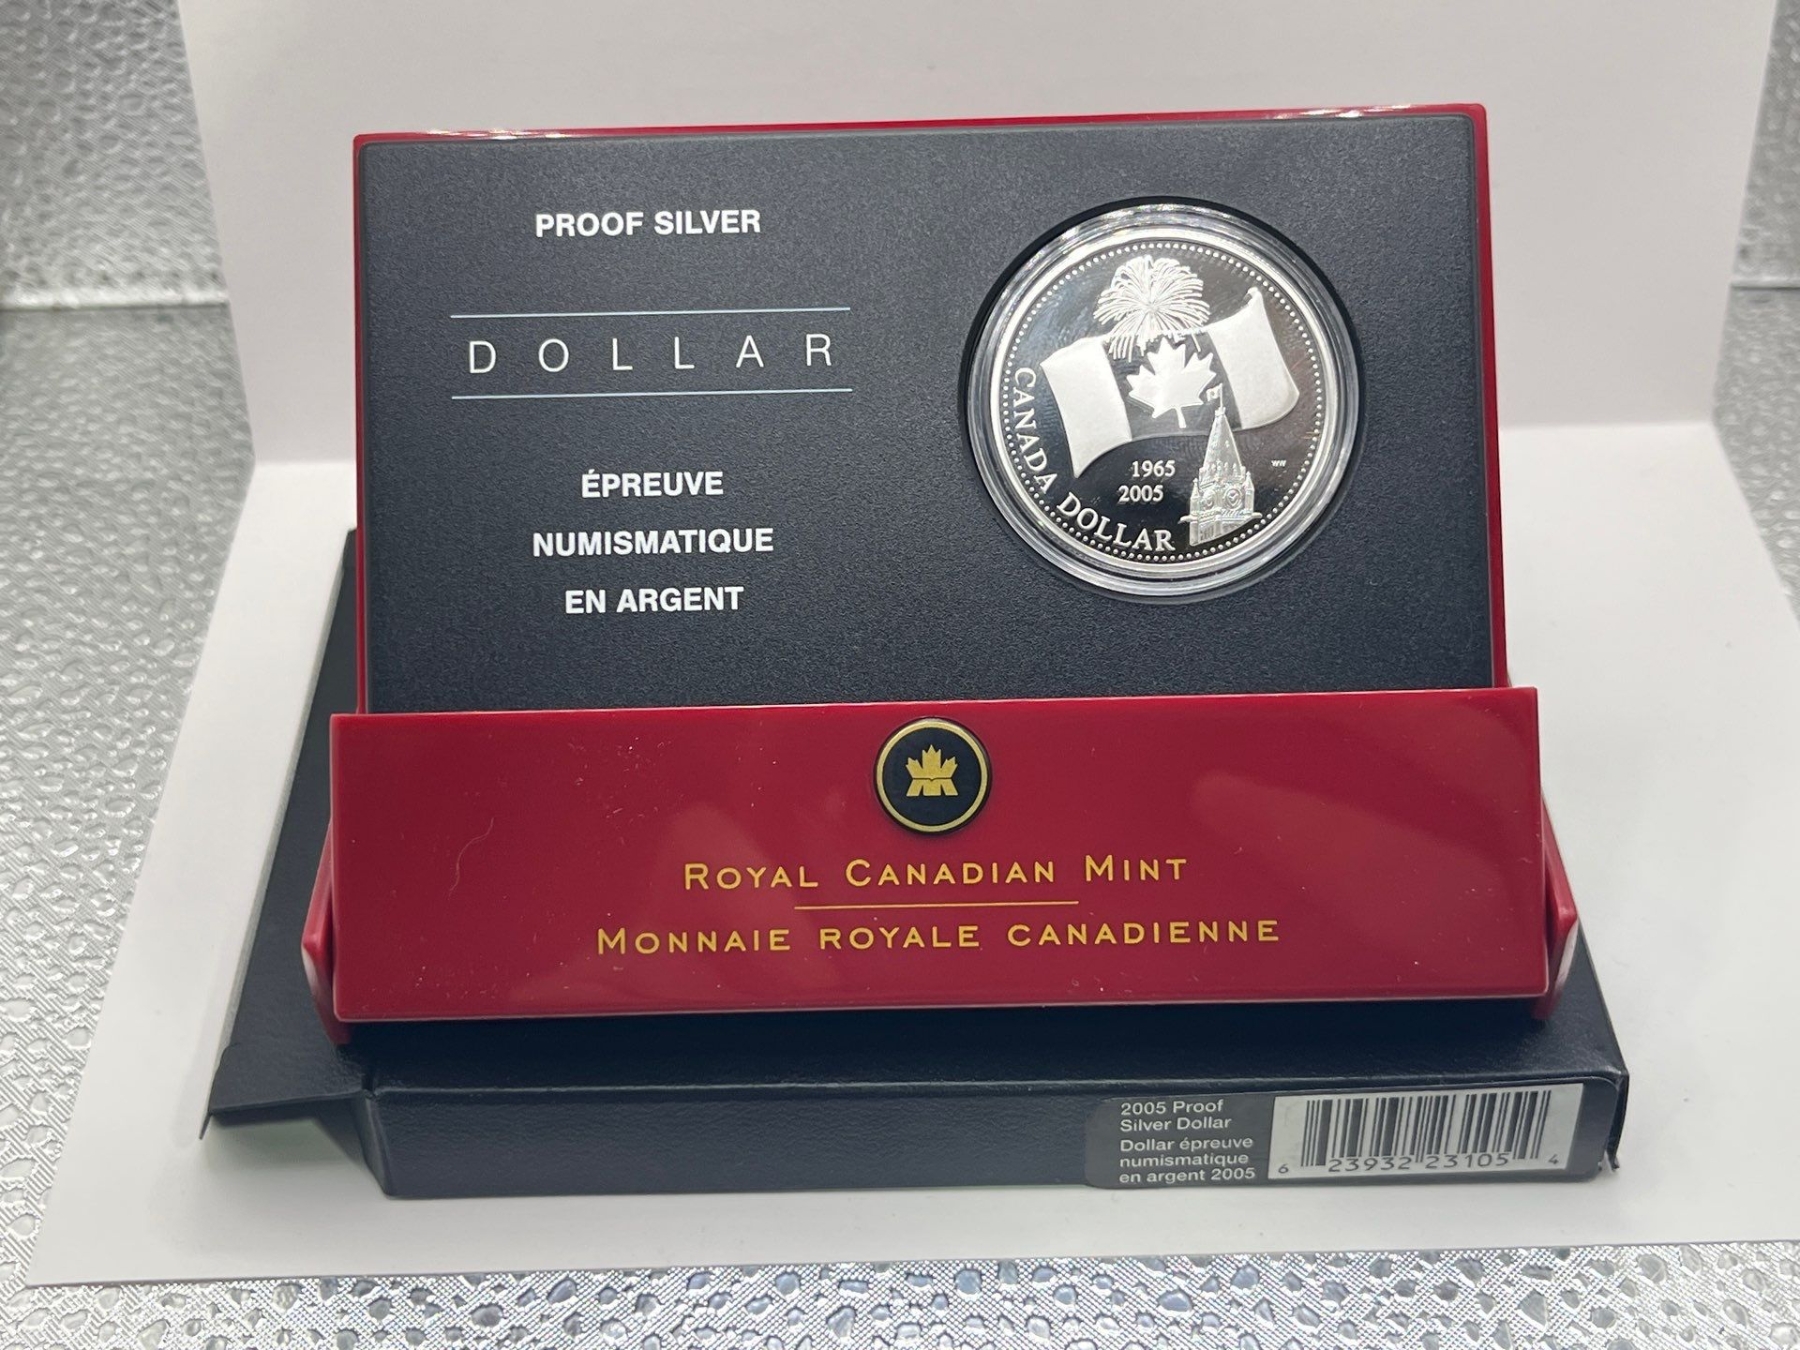 PROOF SILVER
DOLLAR
ÉPREUVE
NUMISMATIQUE
EN ARGENT
CANADA DOLLAR
1965
2005
WW
ROYAL CANADIAN MINT
MONNAIE ROYALE CANADIENNE
2005 Proof
Silver Dollar
Dollar épreuve
numismatique
en argent 2005
6 23932 23105 4